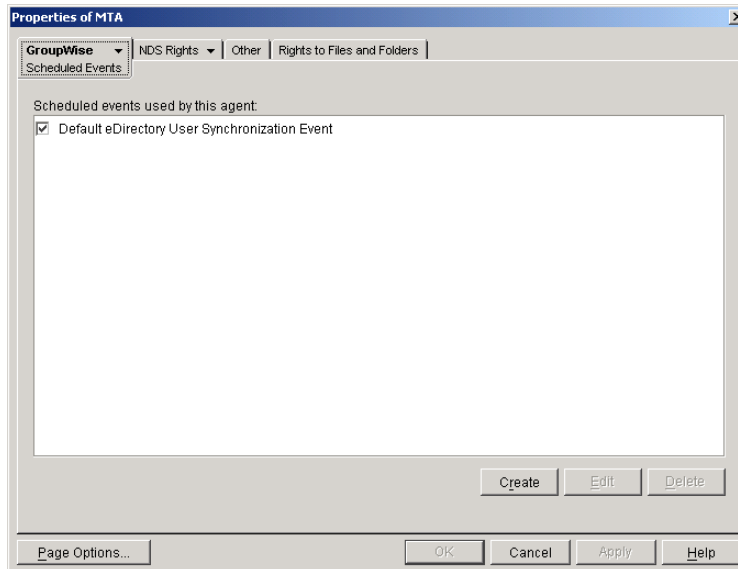 Properties of MTA
GroupWise NDS Rights Other Rights to Files and Folders
Scheduled Events
Scheduled events used by this agent:
Default eDirectory User Synchronization Event
Create Edit Delete
Page Options... OK Cancel Apply Help